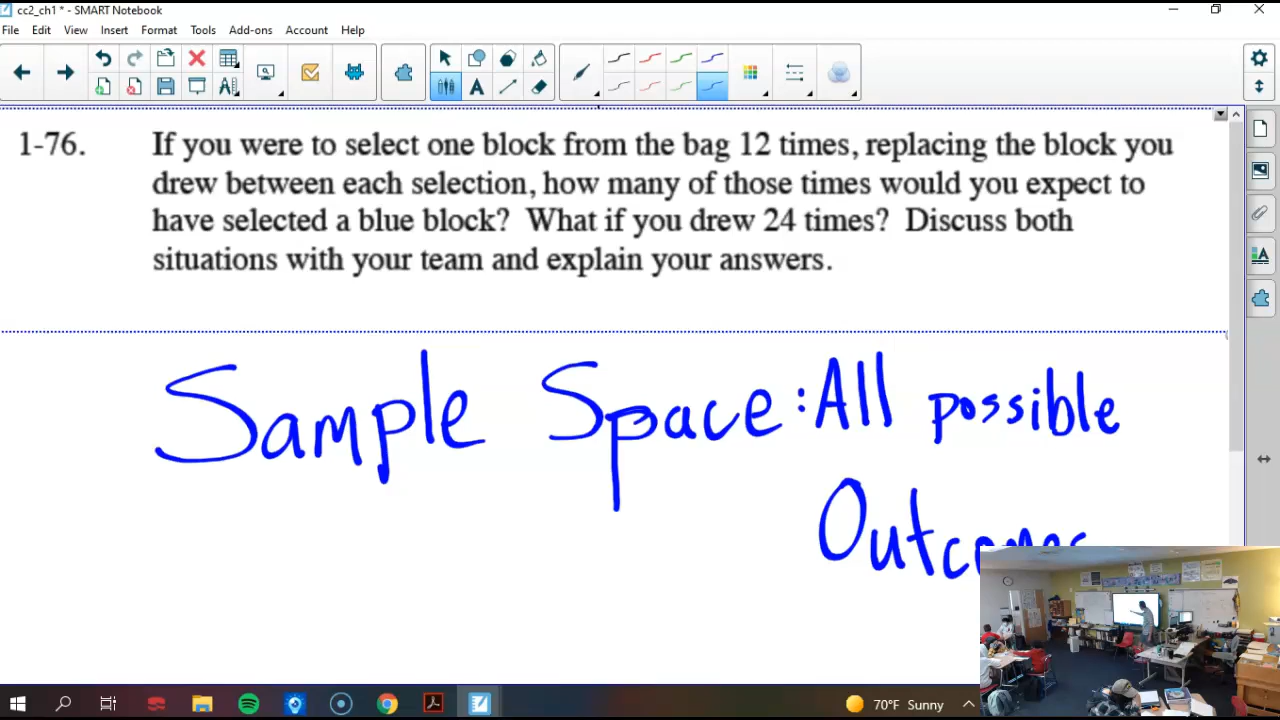 cc2_ch1 * - SMART Notebook
File Edit View Insert Format Tools Add-ons Account Help
1-76. If you were to select one block from the bag 12 times, replacing the block you
drew between each selection, how many of those times would you expect to
have selected a blue block? What if you drew 24 times? Discuss both
situations with your team and explain your answers.
Sample Space: All possible
Outcomes
70°F Sunny